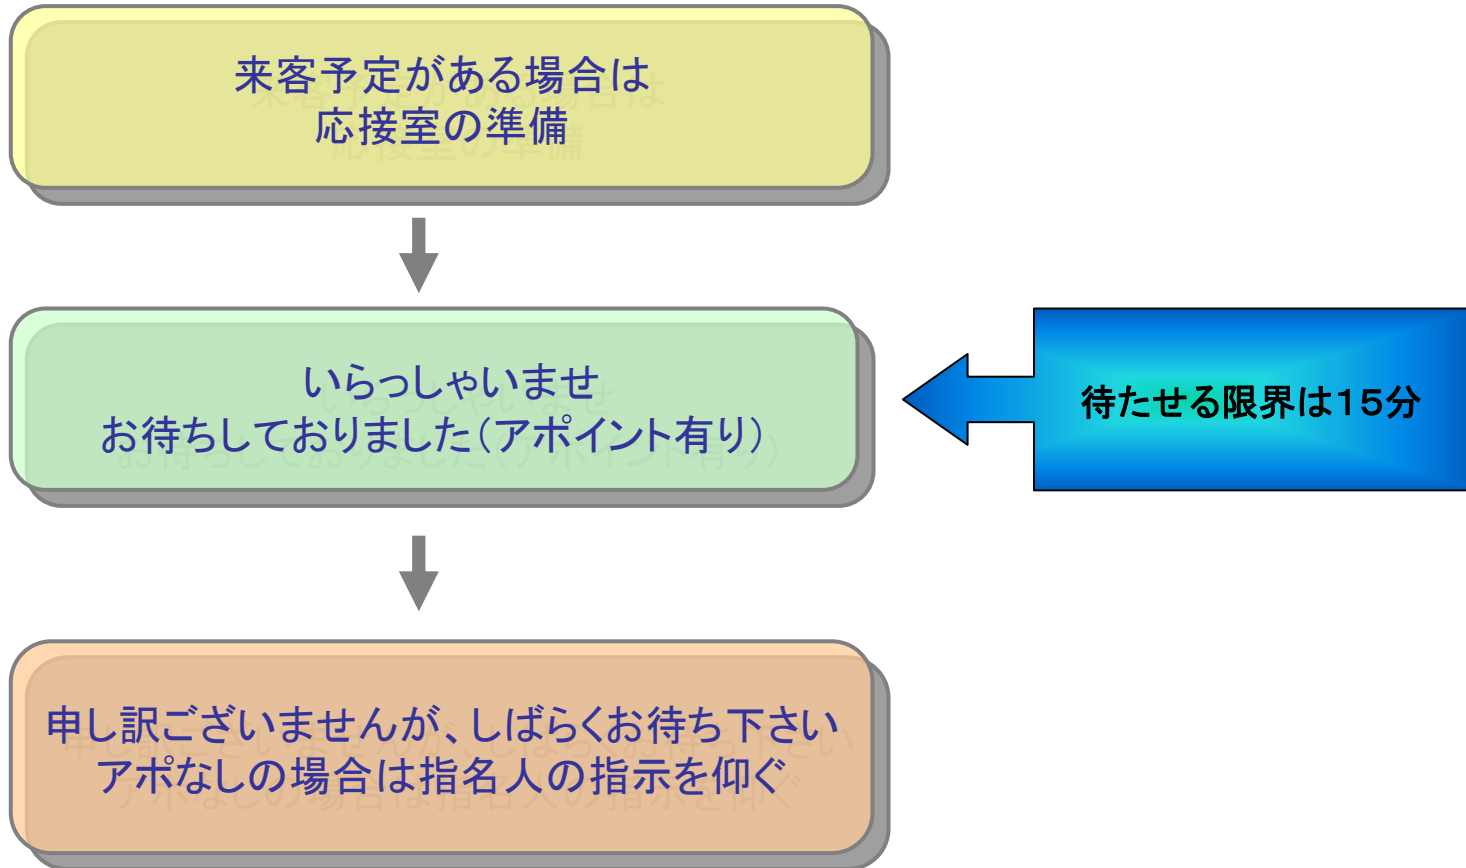 来客予定がある場合は
応接室の準備
いらっしゃいませ
お待ちしておりました（アポイント有り）
待たせる限界は１５分
申し訳ございませんが、しばらくお待ち下さい
アポなしの場合は指名人の指示を仰ぐ